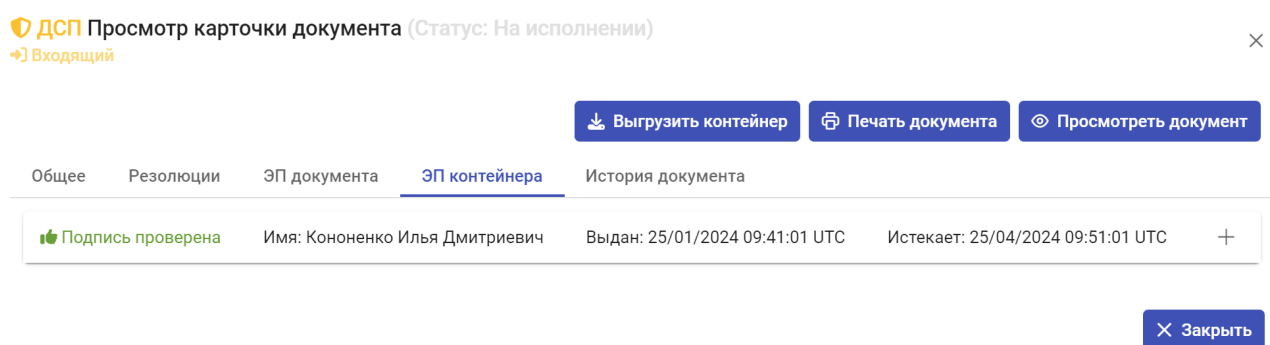 ДСП Просмотр карточки документа (Статус: На исполнении)
Входящий
Выгрузить контейнер Печать документа Просмотреть документ
Общее Резолюции ЭП документа ЭП контейнера История документа
Подпись проверена Имя: Кононенко Илья Дмитриевич Выдан: 25/01/2024 09:41:01 UTC Истекает: 25/04/2024 09:51:01 UTC
Закрыть